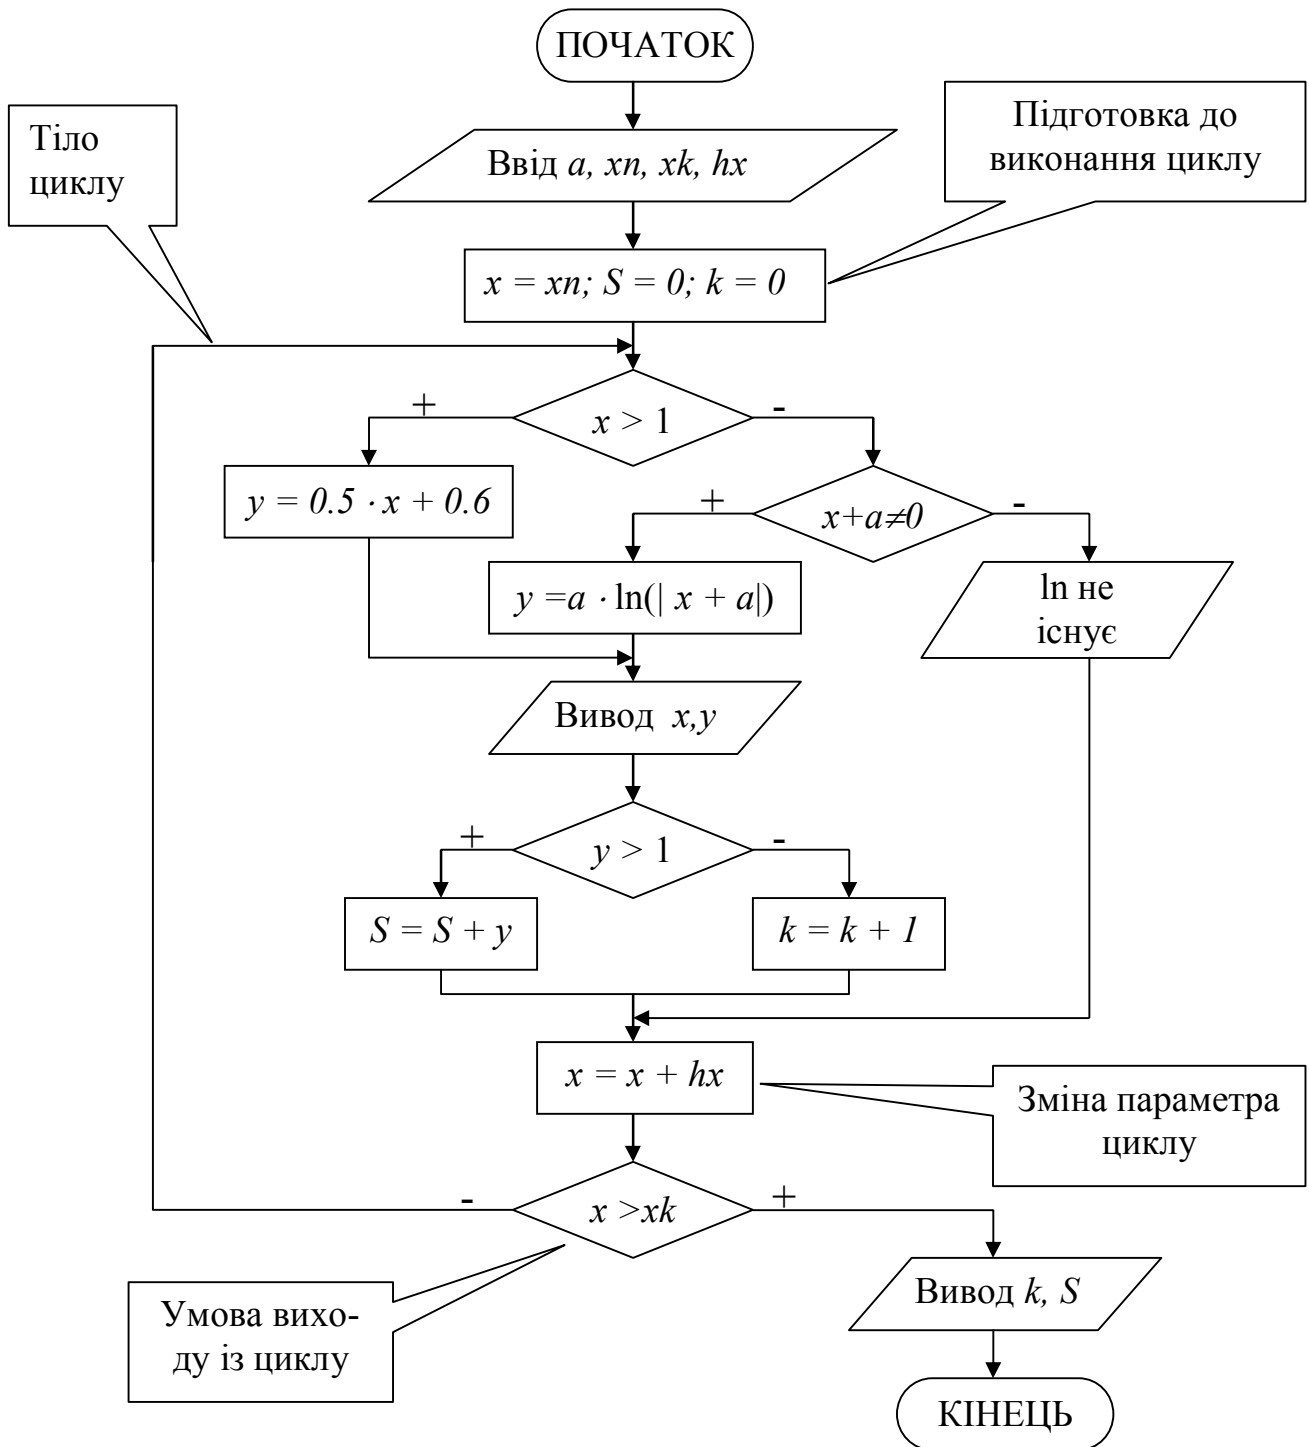 ПОЧАТОК
Тіло
циклу
Підготовка до
виконання циклу
Ввід a, xn, xk, hx
x = xn; S = 0; k = 0
+
x > 1
-
y = 0.5 · x + 0.6
+
x+a≠0
-
y =a · ln(| x + a|)
ln не
існує
Вивод x,y
+
y > 1
-
S = S + y
k = k + 1
x = x + hx
Зміна параметра
циклу
-
x >xk
+
Умова вихо-
ду із циклу
Вивод k, S
КІНЕЦЬ